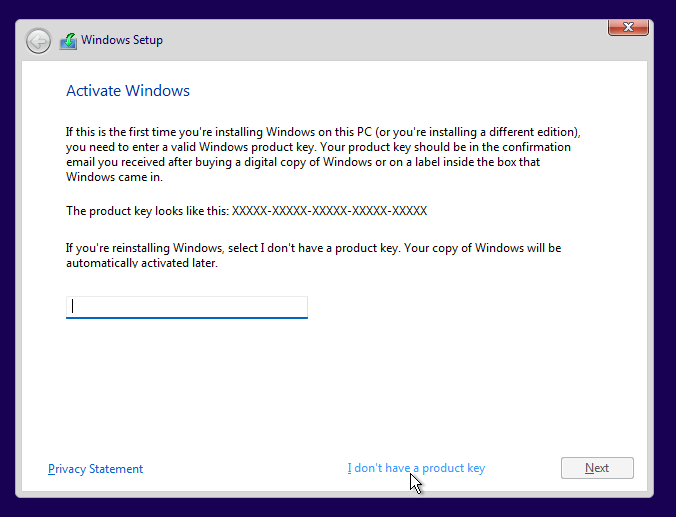 Windows Setup
Activate Windows
If this is the first time you're installing Windows on this PC (or you're installing a different edition),
you need to enter a valid Windows product key. Your product key should be in the confirmation
email you received after buying a digital copy of Windows or on a label inside the box that
Windows came in.
The product key looks like this: XXXXX-XXXXX-XXXXX-XXXXX-XXXXX
If you're reinstalling Windows, select I don't have a product key. Your copy of Windows will be
automatically activated later.
Privacy Statement
I don't have a product key
Next